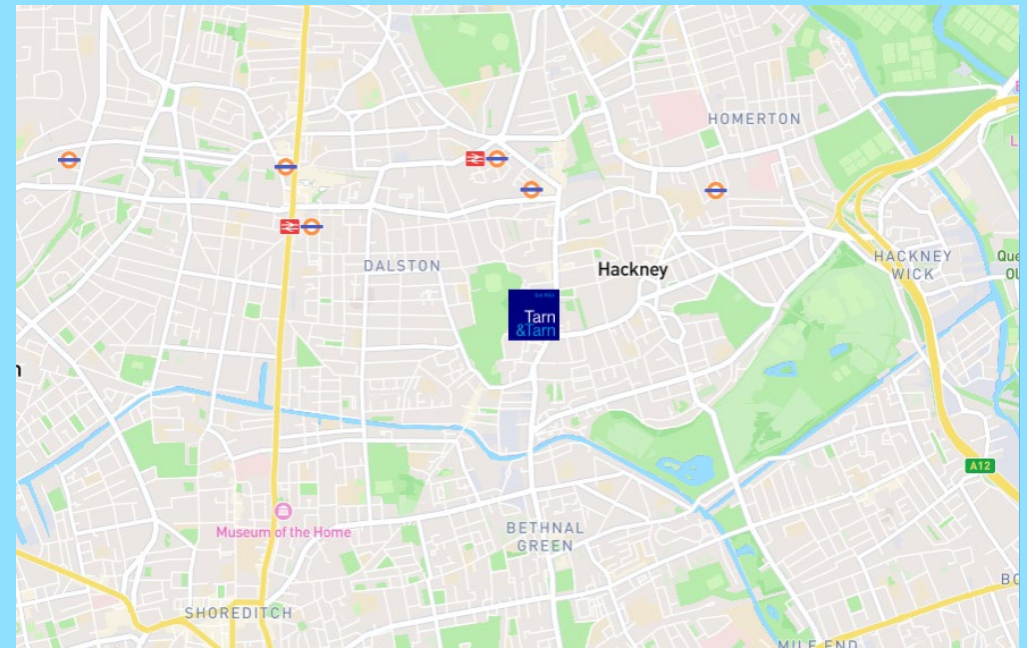 HOMERTON
DALSTON
Hackney
HACKNEY
WICK
Tarn
&Tarn
A12
Museum of the Home
BETHNAL
GREEN
SHOREDITCH
MILE END